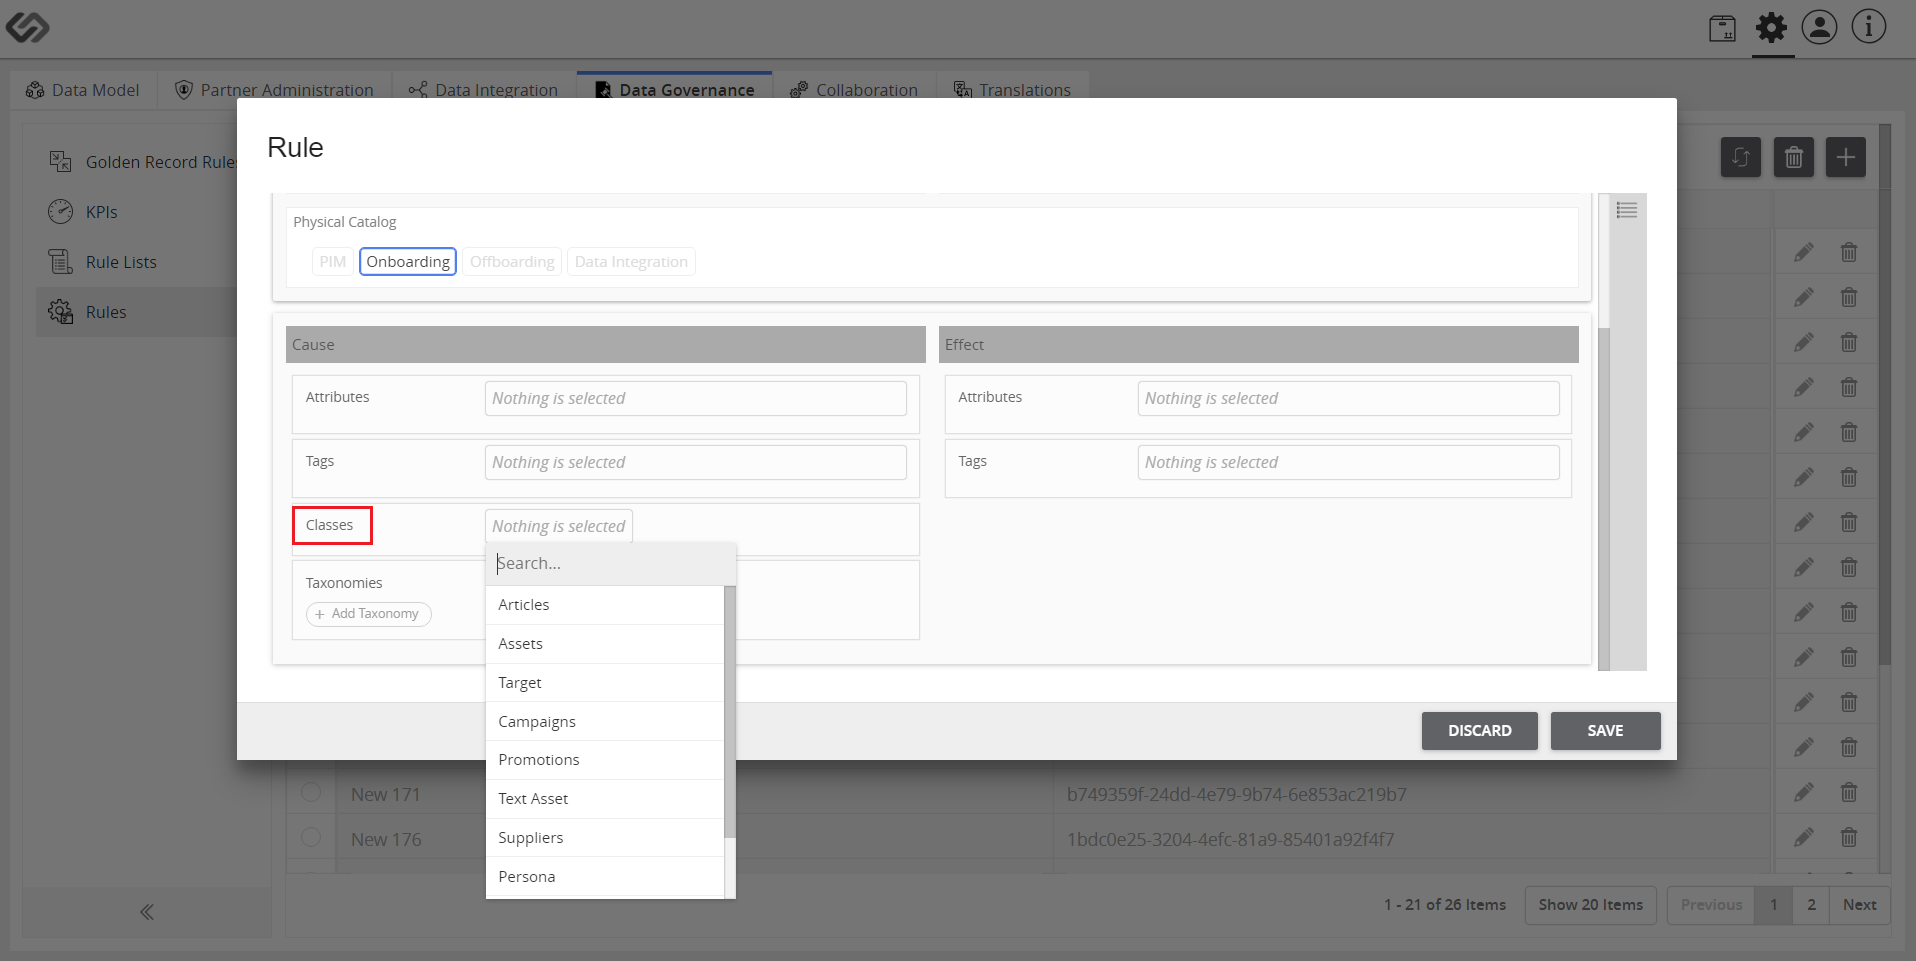 Data Model
Partner Administration
Data Integration
Data Governance
Collaboration
Translations
Golden Record Rules
KPIs
Rule Lists
Rules
Rule
Physical Catalog
PIM
Onboarding
Offboarding
Data Integration
Cause
Effect
Attributes
Nothing is selected
Attributes
Nothing is selected
Tags
Nothing is selected
Tags
Nothing is selected
Classes
Nothing is selected
Search...
Articles
Assets
Target
Campaigns
Promotions
Text Asset
Suppliers
Persona
Taxonomies
+ Add Taxonomy
DISCARD
SAVE
New 171
b749359f-24dd-4e79-9b74-6e853ac219b7
New 176
1bdc0e25-3204-4efc-81a9-85401a92f4f7
1 - 21 of 26 Items
Show 20 Items
Previous
1
2
Next